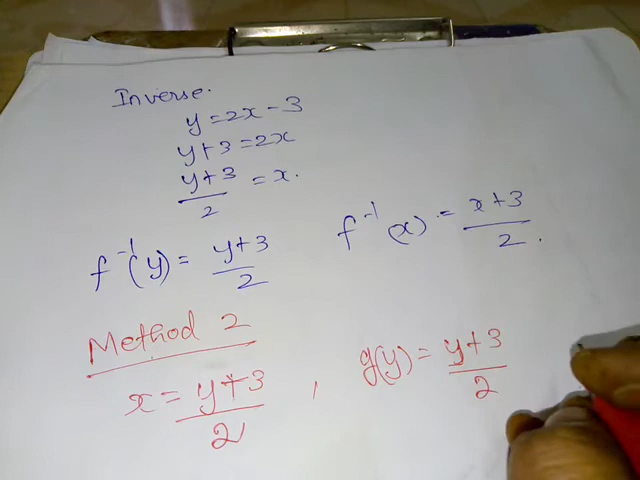 Inverse.
y = 2x - 3
y + 3 = 2x
(y+3)/2 = x.
f⁻¹(y) = (y+3)/2
f⁻¹(x) = (x+3)/2.
Method 2
x = (y+3)/2 , g(y) = (y+3)/2